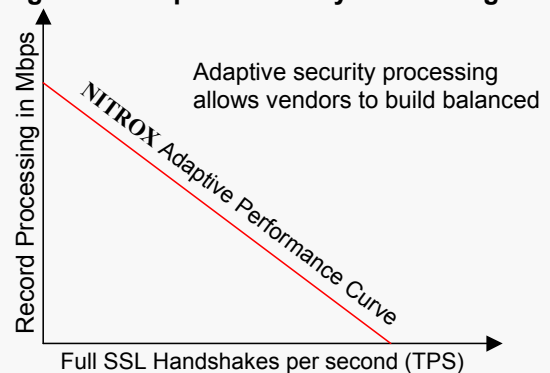 Adaptive security processing
allows vendors to build balanced
NITROX Adaptive Performance Curve
Record Processing in Mbps
Full SSL Handshakes per second (TPS)